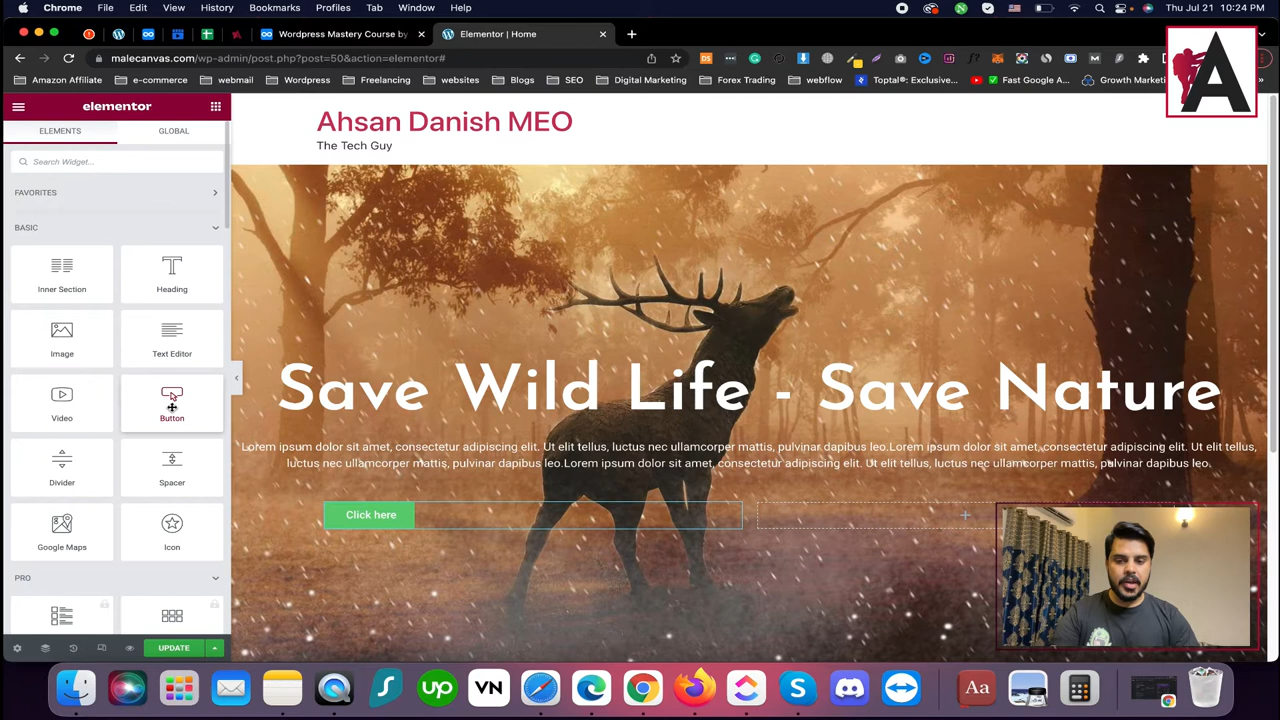 Chrome File Edit View History Bookmarks Profiles Tab Window Help Thu Jul 21 10:24 PM
Wordpress Mastery Course by Elementor | Home
malecanvas.com/wp-admin/post.php?post=50&action=elementor#
Amazon Affiliate e-commerce webmail Wordpress Freelancing websites Blogs SEO Digital Marketing Forex Trading webflow Toptal®: Exclusive... Fast Google A... Growth Market
A
elementor
ELEMENTS GLOBAL
Search Widget...
FAVORITES
BASIC
Inner Section Heading
Image Text Editor
Video Button
Divider Spacer
Google Maps Icon
PRO
UPDATE
Ahsan Danish MEO
The Tech Guy
Save Wild Life - Save Nature
Lorem ipsum dolor sit amet, consectetur adipiscing elit. Ut elit tellus, luctus nec ullamcorper mattis, pulvinar dapibus leo.Lorem ipsum dolor sit amet, consectetur adipiscing elit. Ut elit tellus,
luctus nec ullamcorper mattis, pulvinar dapibus leo.Lorem ipsum dolor sit amet, consectetur adipiscing elit. Ut elit tellus, luctus nec ullamcorper mattis, pulvinar dapibus leo.
Click here
up VN Aa